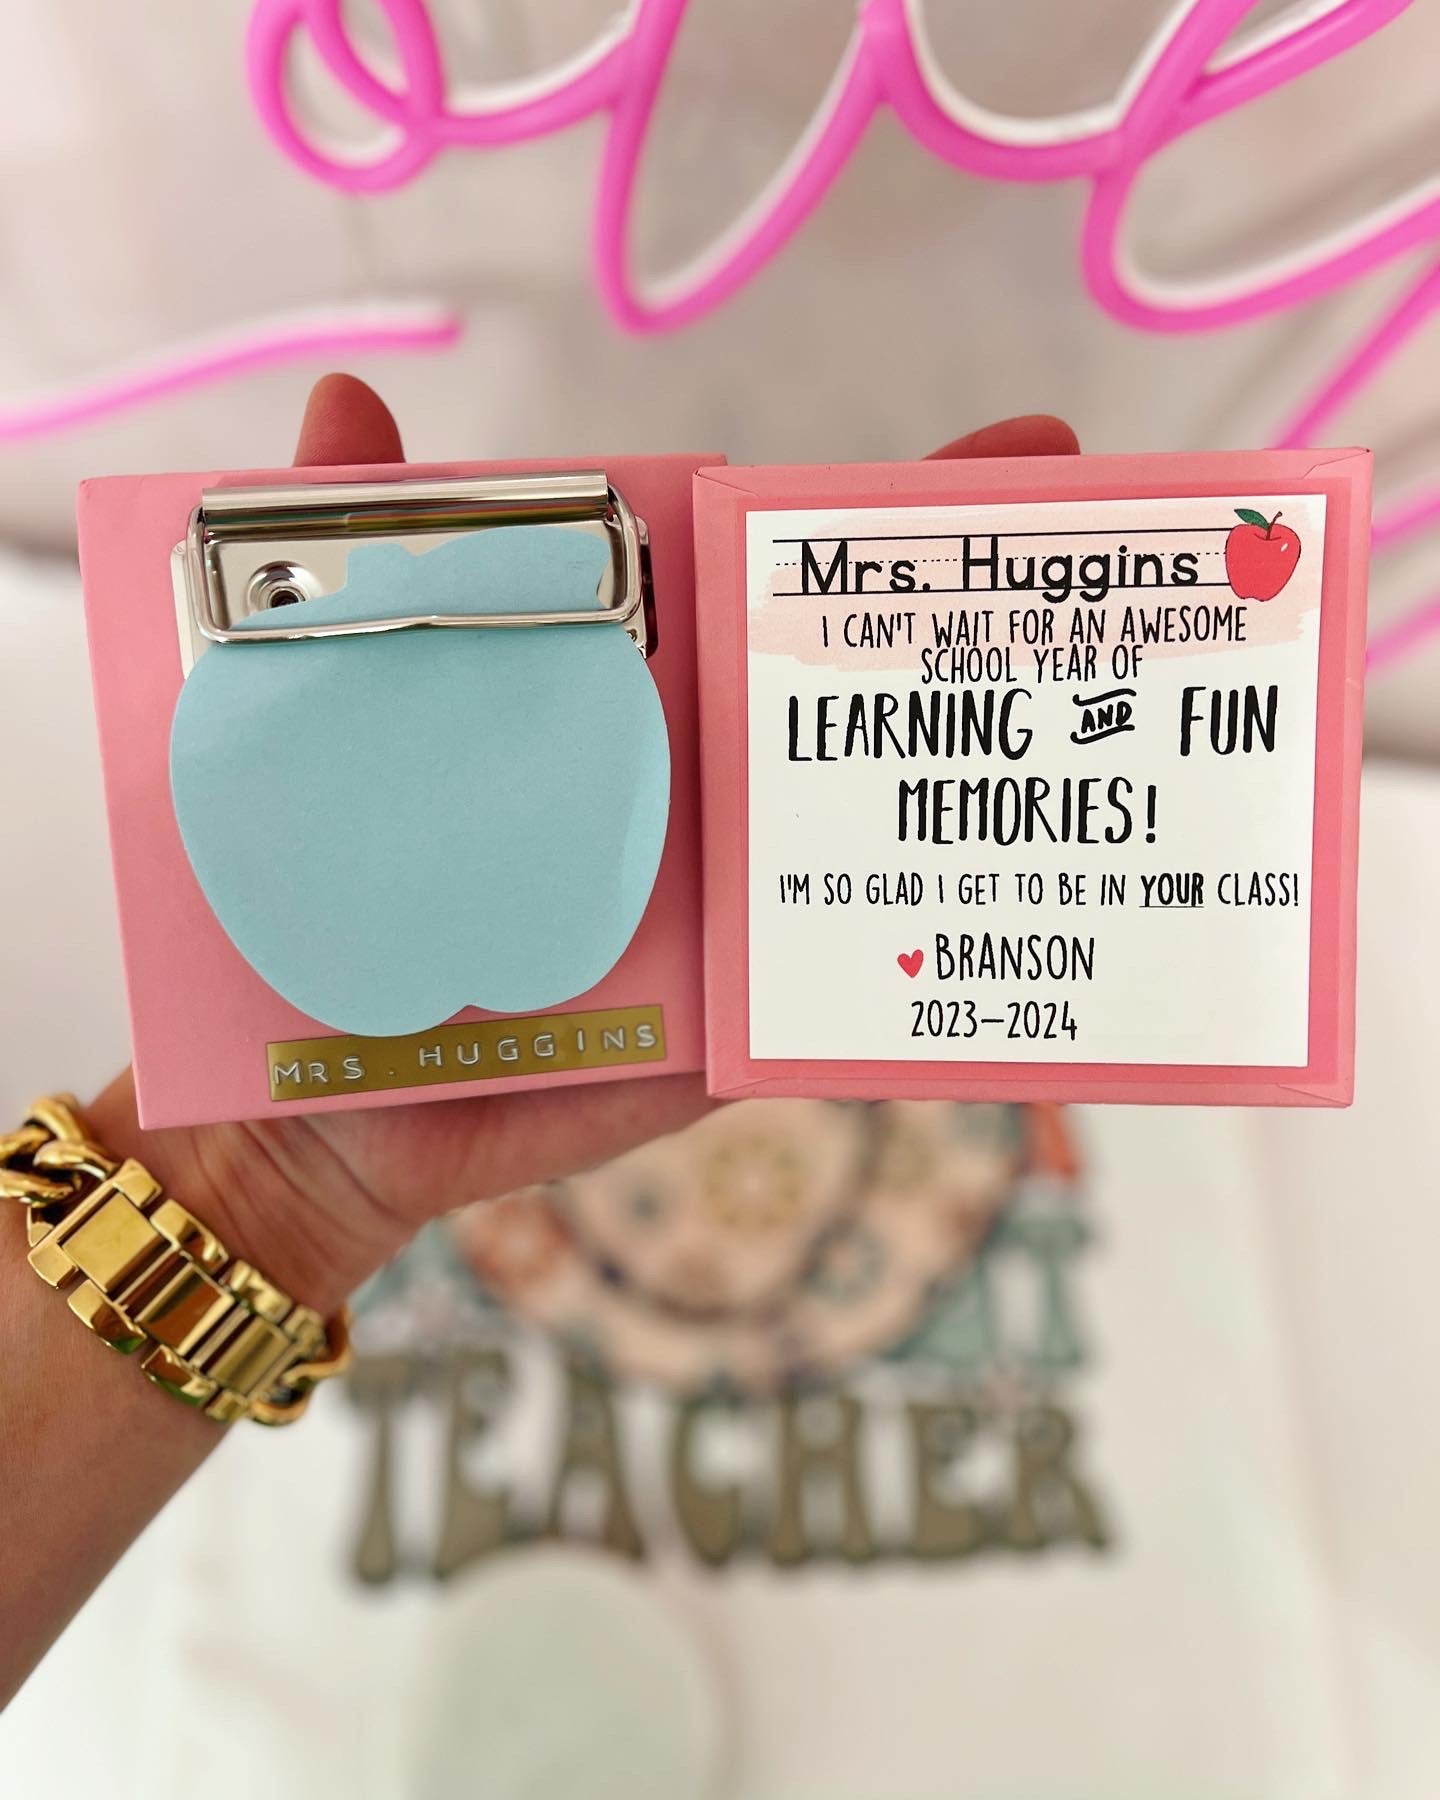 MRS. HUGGINS
Mrs. Huggins
I CAN'T WAIT FOR AN AWESOME
SCHOOL YEAR OF
LEARNING AND FUN
MEMORIES!
I'M SO GLAD I GET TO BE IN YOUR CLASS!
BRANSON
2023–2024
TEACHER